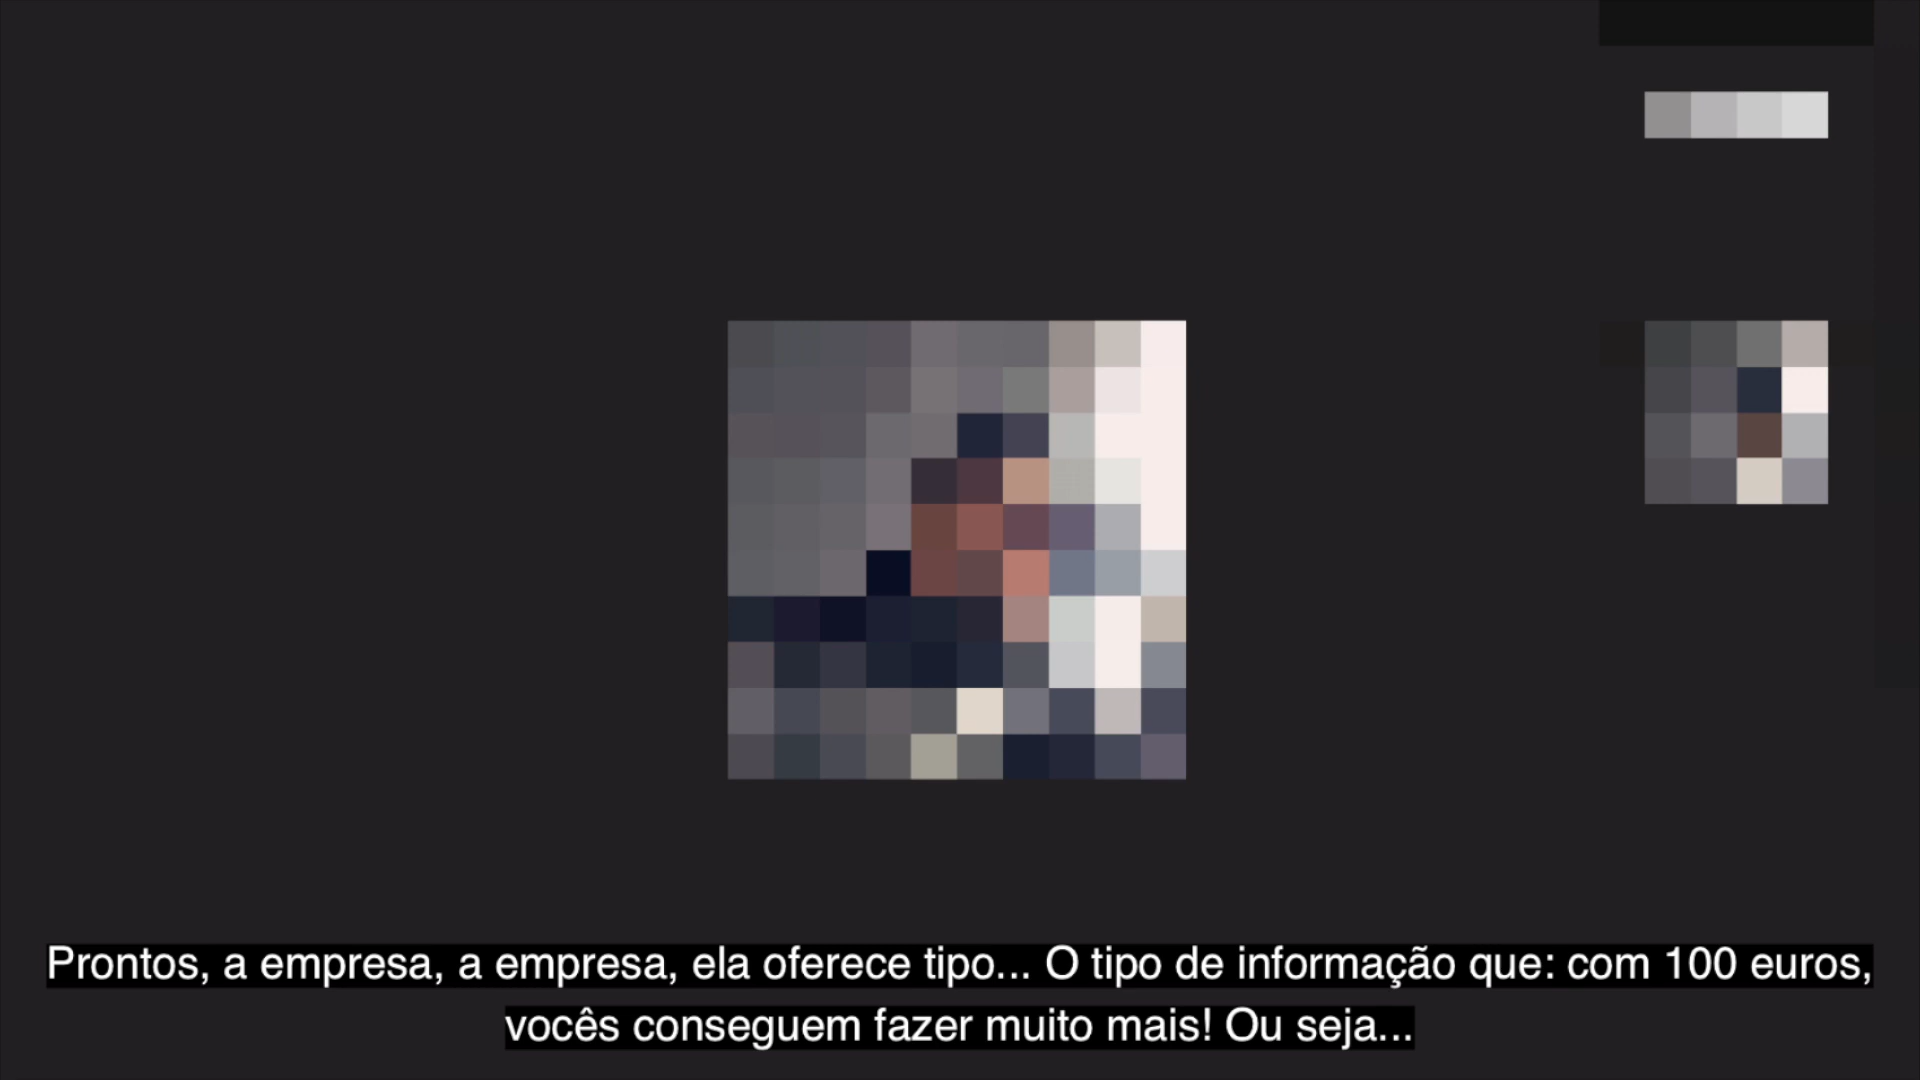 Prontos, a empresa, a empresa, ela oferece tipo... O tipo de informação que: com 100 euros,
vocês conseguem fazer muito mais! Ou seja...